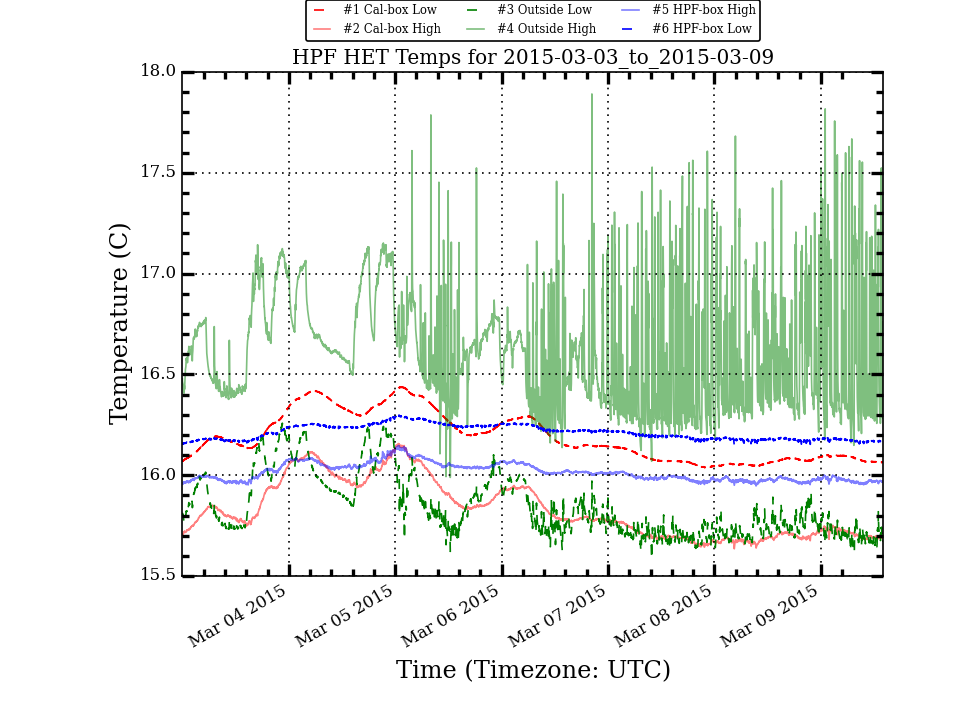 #1 Cal-box Low #3 Outside Low #5 HPF-box High
#2 Cal-box High #4 Outside High #6 HPF-box Low
HPF HET Temps for 2015-03-03_to_2015-03-09
18.0
17.5
17.0
16.5
16.0
15.5
Temperature (C)
Mar 04 2015 Mar 05 2015 Mar 06 2015 Mar 07 2015 Mar 08 2015 Mar 09 2015
Time (Timezone: UTC)